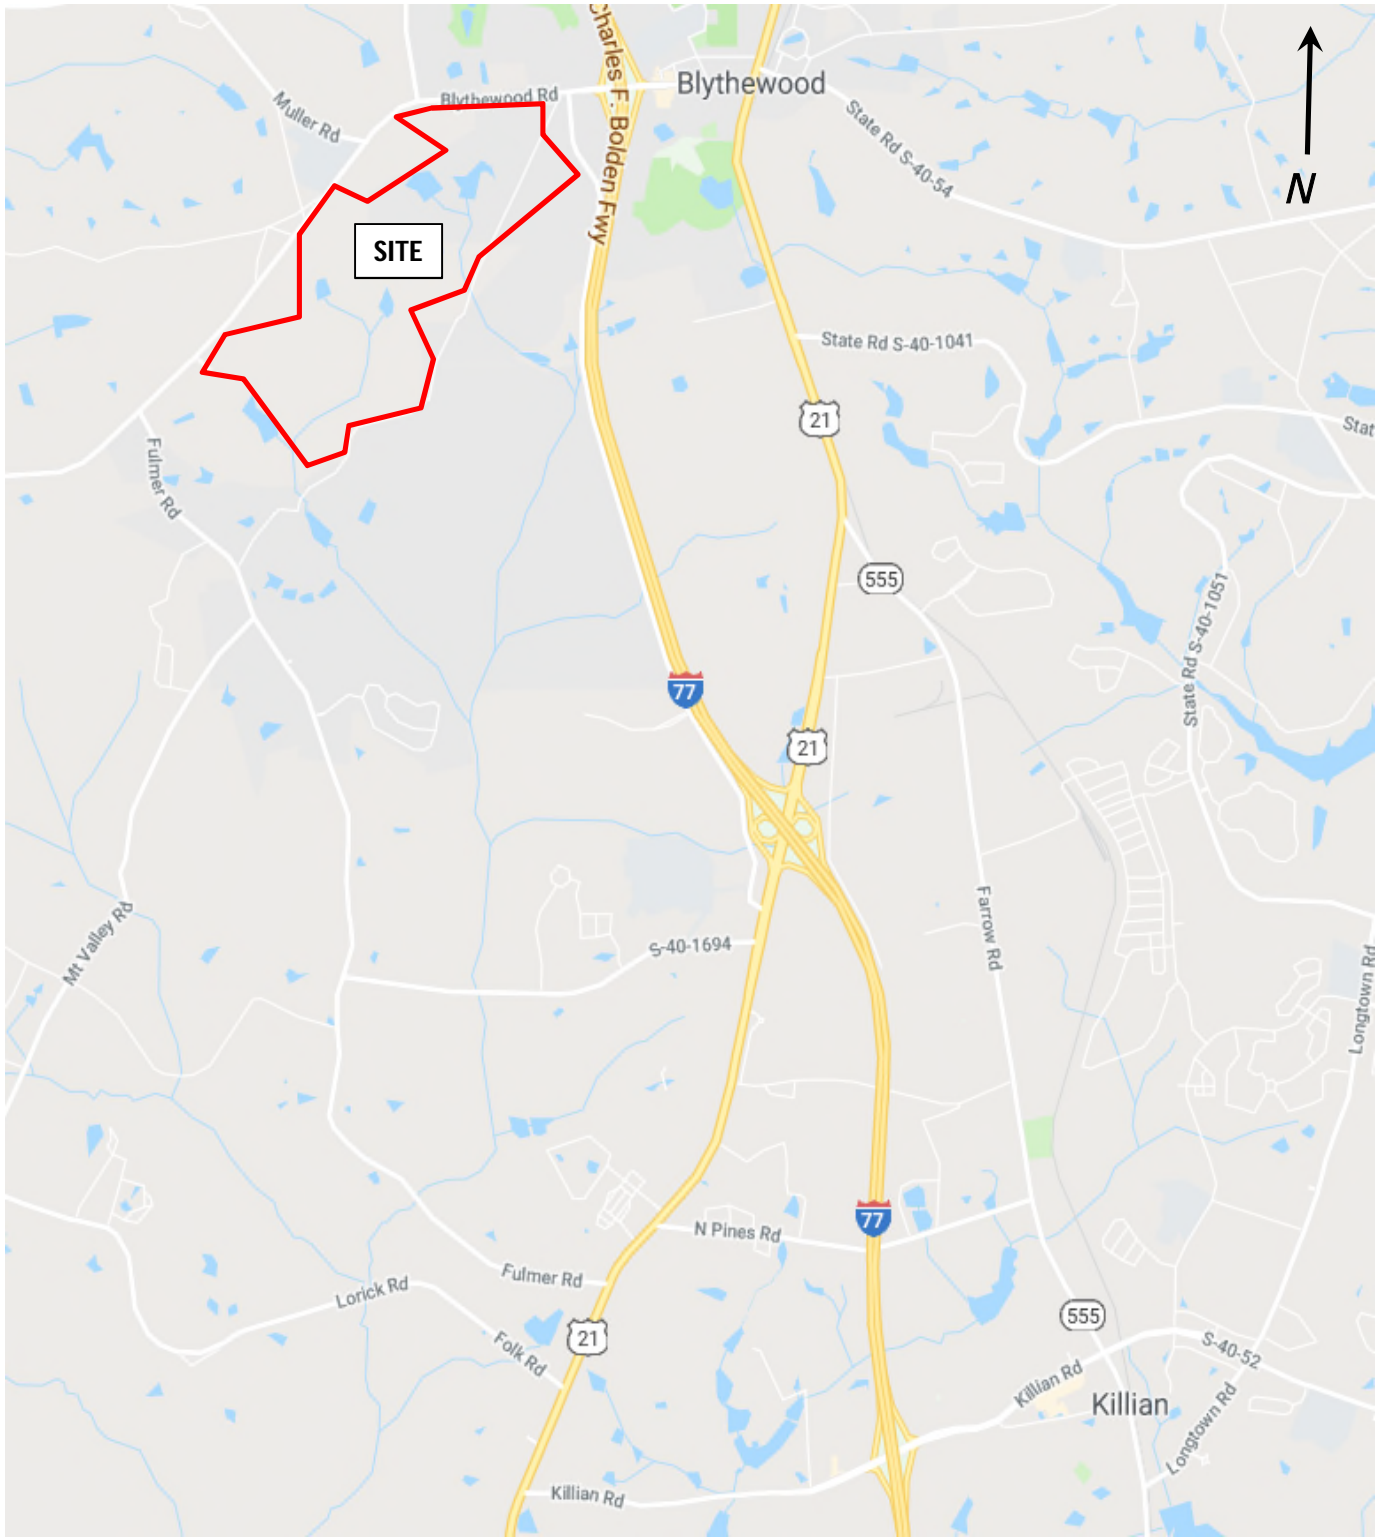 Charles F. Bolden Fwy
Blythewood Rd
Blythewood
Muller Rd
State Rd S-40-54
N
SITE
State Rd S-40-1041
21
Stat
Fulmer Rd
555
State Rd S-40-1051
77
21
Farrow Rd
Mt Valley Rd
S-40-1694
Longtown Rd
77
N Pines Rd
Fulmer Rd
Lorick Rd
555
21
Folk Rd
S-40-52
Killian Rd
Killian
Longtown Rd
Killian Rd